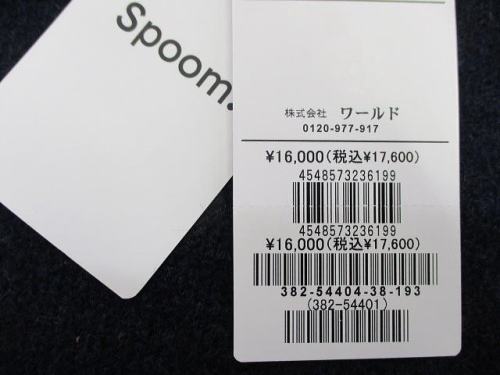 Spoom.
株式会社 ワールド
0120-977-917
¥16,000(税込¥17,600)
4548573236199
4548573236199
¥16,000(税込¥17,600)
382-54404-38-193
(382-54401)